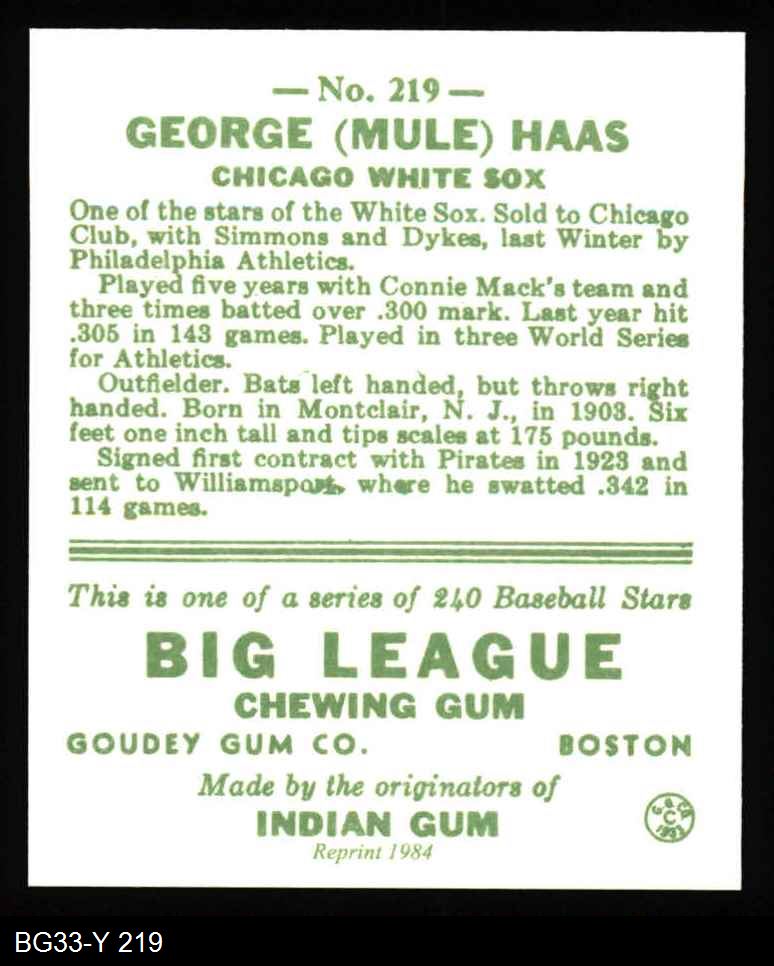 — No. 219 —
GEORGE (MULE) HAAS
CHICAGO WHITE SOX
One of the stars of the White Sox. Sold to Chicago
Club, with Simmons and Dykes, last Winter by
Philadelphia Athletics.
Played five years with Connie Mack's team and
three times batted over .300 mark. Last year hit
.305 in 143 games. Played in three World Series
for Athletics.
Outfielder. Bats left handed, but throws right
handed. Born in Montclair, N. J., in 1903. Six
feet one inch tall and tips scales at 175 pounds.
Signed first contract with Pirates in 1923 and
sent to Williamsport, where he swatted .342 in
114 games.
This is one of a series of 240 Baseball Stars
BIG LEAGUE
CHEWING GUM
GOUDEY GUM CO. BOSTON
Made by the originators of
INDIAN GUM
Reprint 1984
C
1933
BG33-Y 219